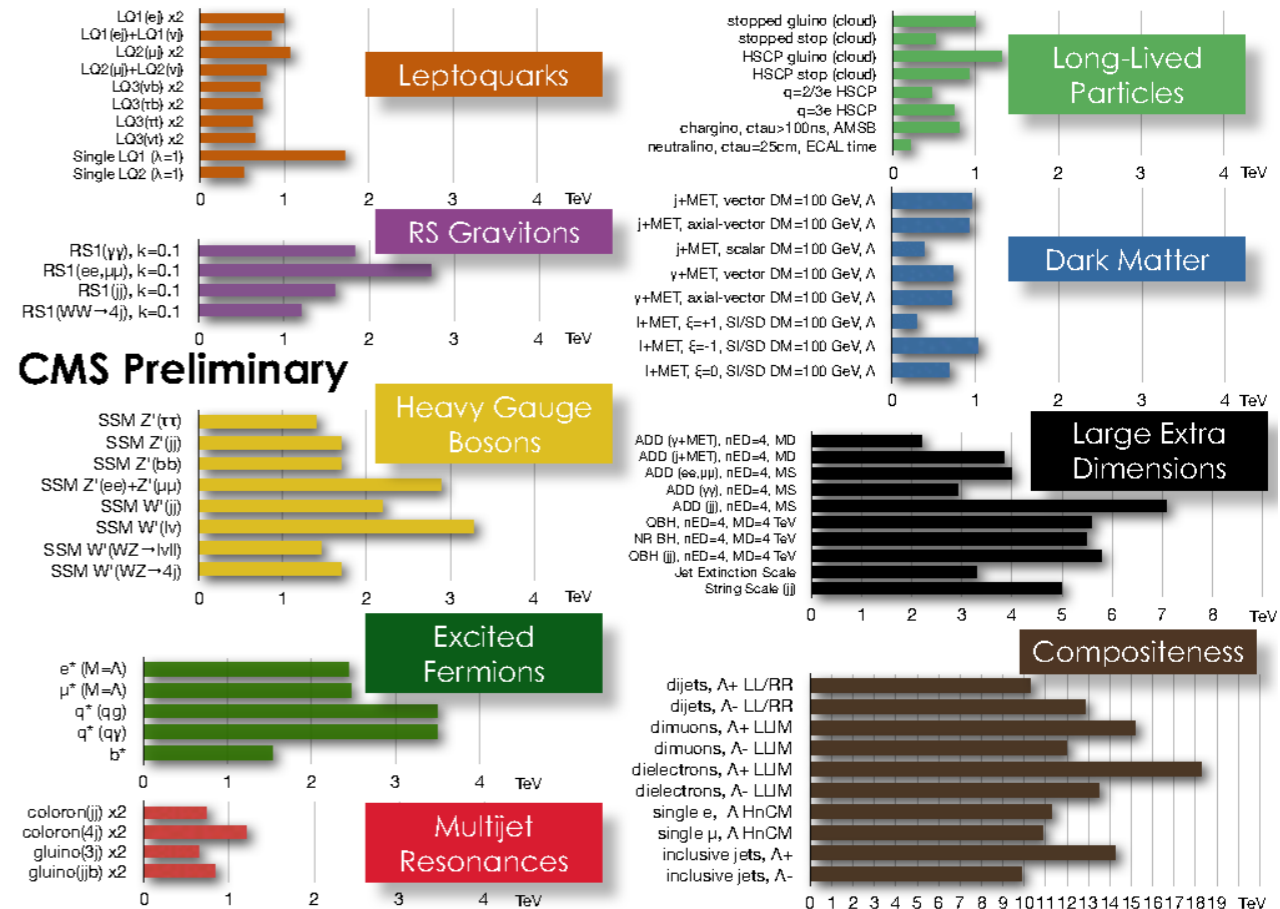 LQ1(ej) x2
LQ1(ej)+LQ1(νj)
LQ2(μj) x2
LQ2(μj)+LQ2(νj)
LQ3(νb) x2
LQ3(τb) x2
LQ3(τt) x2
LQ3(νt) x2
Single LQ1 (λ=1)
Single LQ2 (λ=1)
0 1 2 3 4 TeV
Leptoquarks
RS Gravitons
RS1(γγ), k=0.1
RS1(ee,μμ), k=0.1
RS1(jj), k=0.1
RS1(WW→4j), k=0.1
0 1 2 3 4 TeV
CMS Preliminary
Heavy Gauge
Bosons
SSM Z'(ττ)
SSM Z'(jj)
SSM Z'(bb)
SSM Z'(ee)+Z'(μμ)
SSM W'(jj)
SSM W'(lν)
SSM W'(WZ→lνll)
SSM W'(WZ→4j)
0 1 2 3 4 TeV
Excited
Fermions
e* (M=Λ)
μ* (M=Λ)
q* (qg)
q* (qγ)
b*
0 1 2 3 4 TeV
coloron(jj) x2
coloron(4j) x2
gluino(3j) x2
gluino(jjb) x2
0 1 3 4 TeV
Multijet
Resonances
stopped gluino (cloud)
stopped stop (cloud)
HSCP gluino (cloud)
HSCP stop (cloud)
q=2/3e HSCP
q=3e HSCP
chargino, ctau>100ns, AMSB
neutralino, ctau=25cm, ECAL time
0 1 2 3 4 TeV
Long-Lived
Particles
j+MET, vector DM=100 GeV, Λ
j+MET, axial-vector DM=100 GeV, Λ
j+MET, scalar DM=100 GeV, Λ
γ+MET, vector DM=100 GeV, Λ
γ+MET, axial-vector DM=100 GeV, Λ
l+MET, ξ=+1, SI/SD DM=100 GeV, Λ
l+MET, ξ=-1, SI/SD DM=100 GeV, Λ
l+MET, ξ=0, SI/SD DM=100 GeV, Λ
0 1 2 3 4 TeV
Dark Matter
Large Extra
Dimensions
ADD (γ+MET), nED=4, MD
ADD (j+MET), nED=4, MD
ADD (ee,μμ), nED=4, MS
ADD (γγ), nED=4, MS
ADD (jj), nED=4, MS
QBH, nED=4, MD=4 TeV
NR BH, nED=4, MD=4 TeV
QBH (jj), nED=4, MD=4 TeV
Jet Extinction Scale
String Scale (jj)
0 1 2 3 4 5 6 7 8 TeV
Compositeness
dijets, Λ+ LL/RR
dijets, Λ- LL/RR
dimuons, Λ+ LLIM
dimuons, Λ- LLIM
dielectrons, Λ+ LLIM
dielectrons, Λ- LLIM
single e, Λ HnCM
single μ, Λ HnCM
inclusive jets, Λ+
inclusive jets, Λ-
0 1 2 3 4 5 6 7 8 9 10 11 12 13 14 15 16 17 18 19 TeV